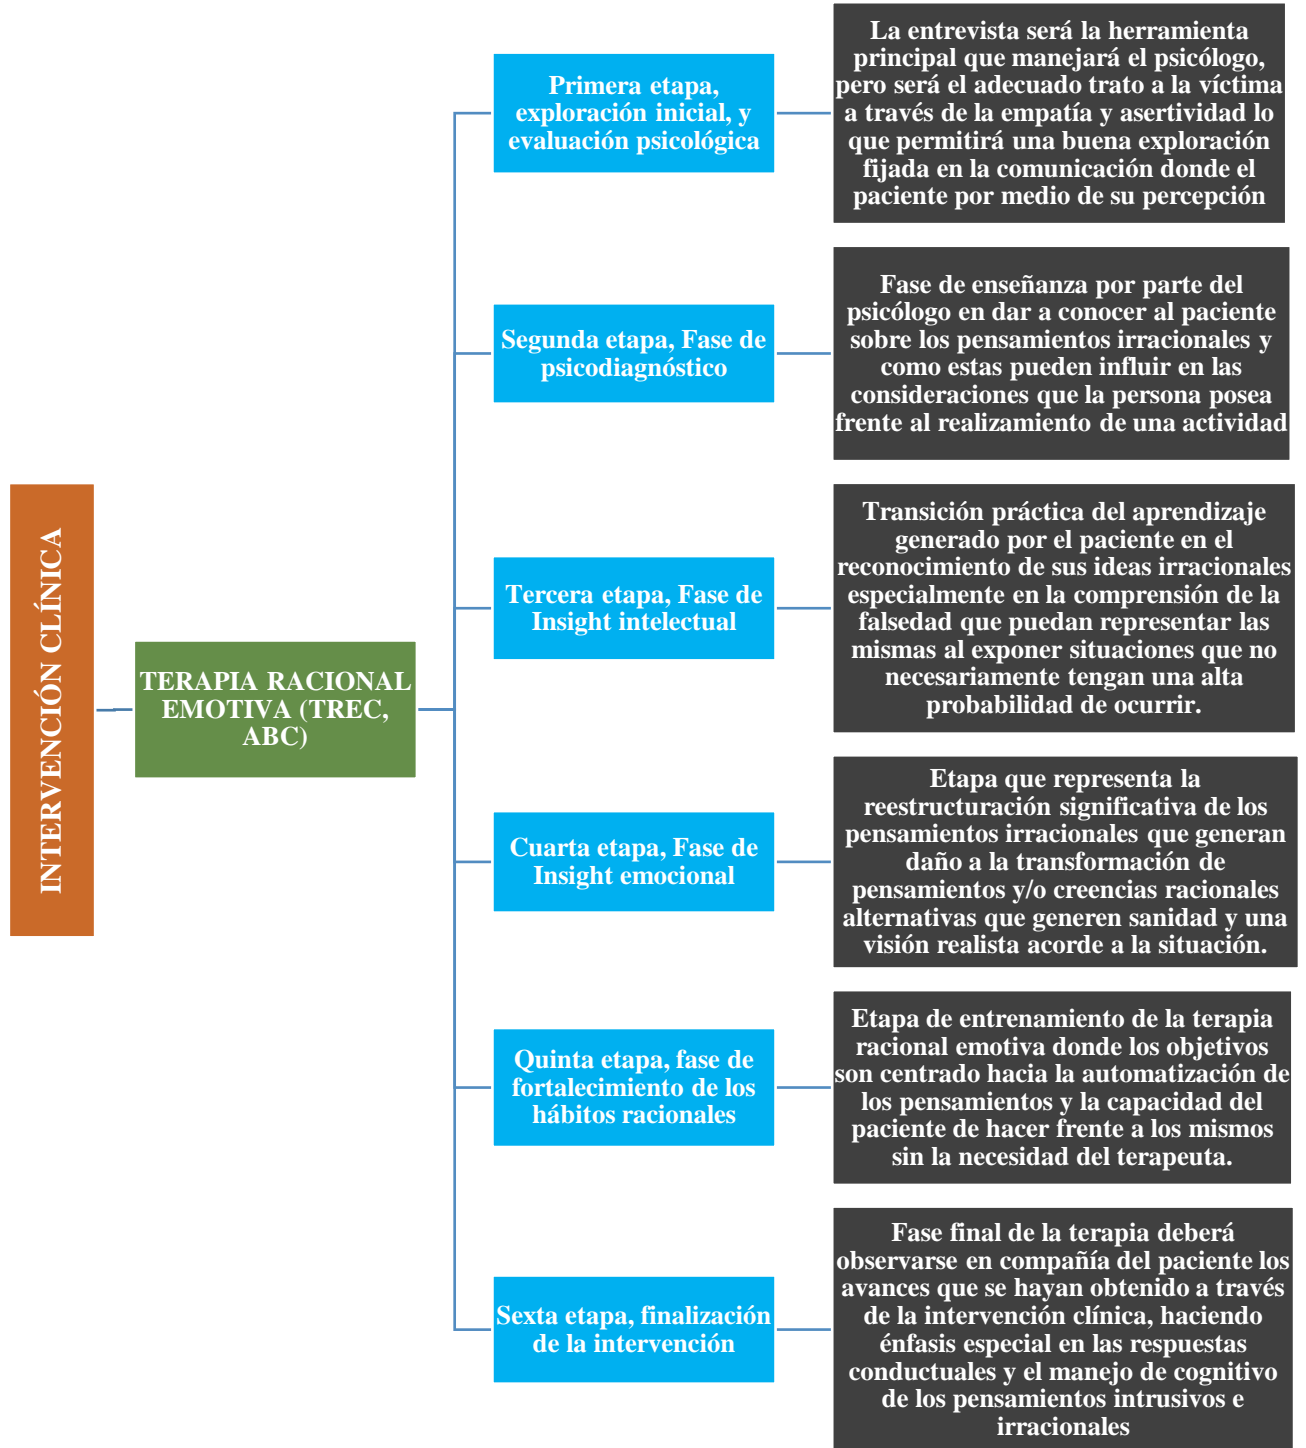 INTERVENCIÓN CLÍNICA
TERAPIA RACIONAL
EMOTIVA (TREC,
ABC)
Primera etapa,
exploración inicial, y
evaluación psicológica
La entrevista será la herramienta
principal que manejará el psicólogo,
pero será el adecuado trato a la víctima
a través de la empatía y asertividad lo
que permitirá una buena exploración
fijada en la comunicación donde el
paciente por medio de su percepción
Segunda etapa, Fase de
psicodiagnóstico
Fase de enseñanza por parte del
psicólogo en dar a conocer al paciente
sobre los pensamientos irracionales y
como estas pueden influir en las
consideraciones que la persona posea
frente al realizamiento de una actividad
Tercera etapa, Fase de
Insight intelectual
Transición práctica del aprendizaje
generado por el paciente en el
reconocimiento de sus ideas irracionales
especialmente en la comprensión de la
falsedad que puedan representar las
mismas al exponer situaciones que no
necesariamente tengan una alta
probabilidad de ocurrir.
Cuarta etapa, Fase de
Insight emocional
Etapa que representa la
reestructuración significativa de los
pensamientos irracionales que generan
daño a la transformación de
pensamientos y/o creencias racionales
alternativas que generen sanidad y una
visión realista acorde a la situación.
Quinta etapa, fase de
fortalecimiento de los
hábitos racionales
Etapa de entrenamiento de la terapia
racional emotiva donde los objetivos
son centrado hacia la automatización de
los pensamientos y la capacidad del
paciente de hacer frente a los mismos
sin la necesidad del terapeuta.
Sexta etapa, finalización
de la intervención
Fase final de la terapia deberá
observarse en compañía del paciente los
avances que se hayan obtenido a través
de la intervención clínica, haciendo
énfasis especial en las respuestas
conductuales y el manejo de cognitivo
de los pensamientos intrusivos e
irracionales